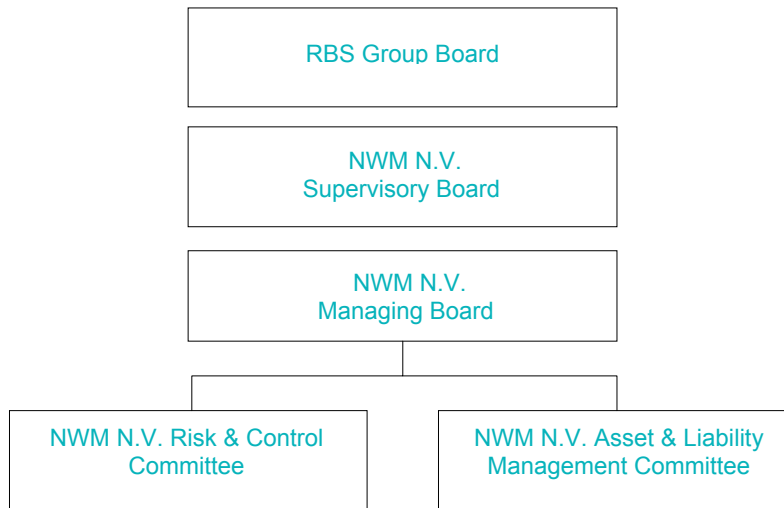 RBS Group Board
NWM N.V.
Supervisory Board
NWM N.V.
Managing Board
NWM N.V. Risk & Control
Committee
NWM N.V. Asset & Liability
Management Committee